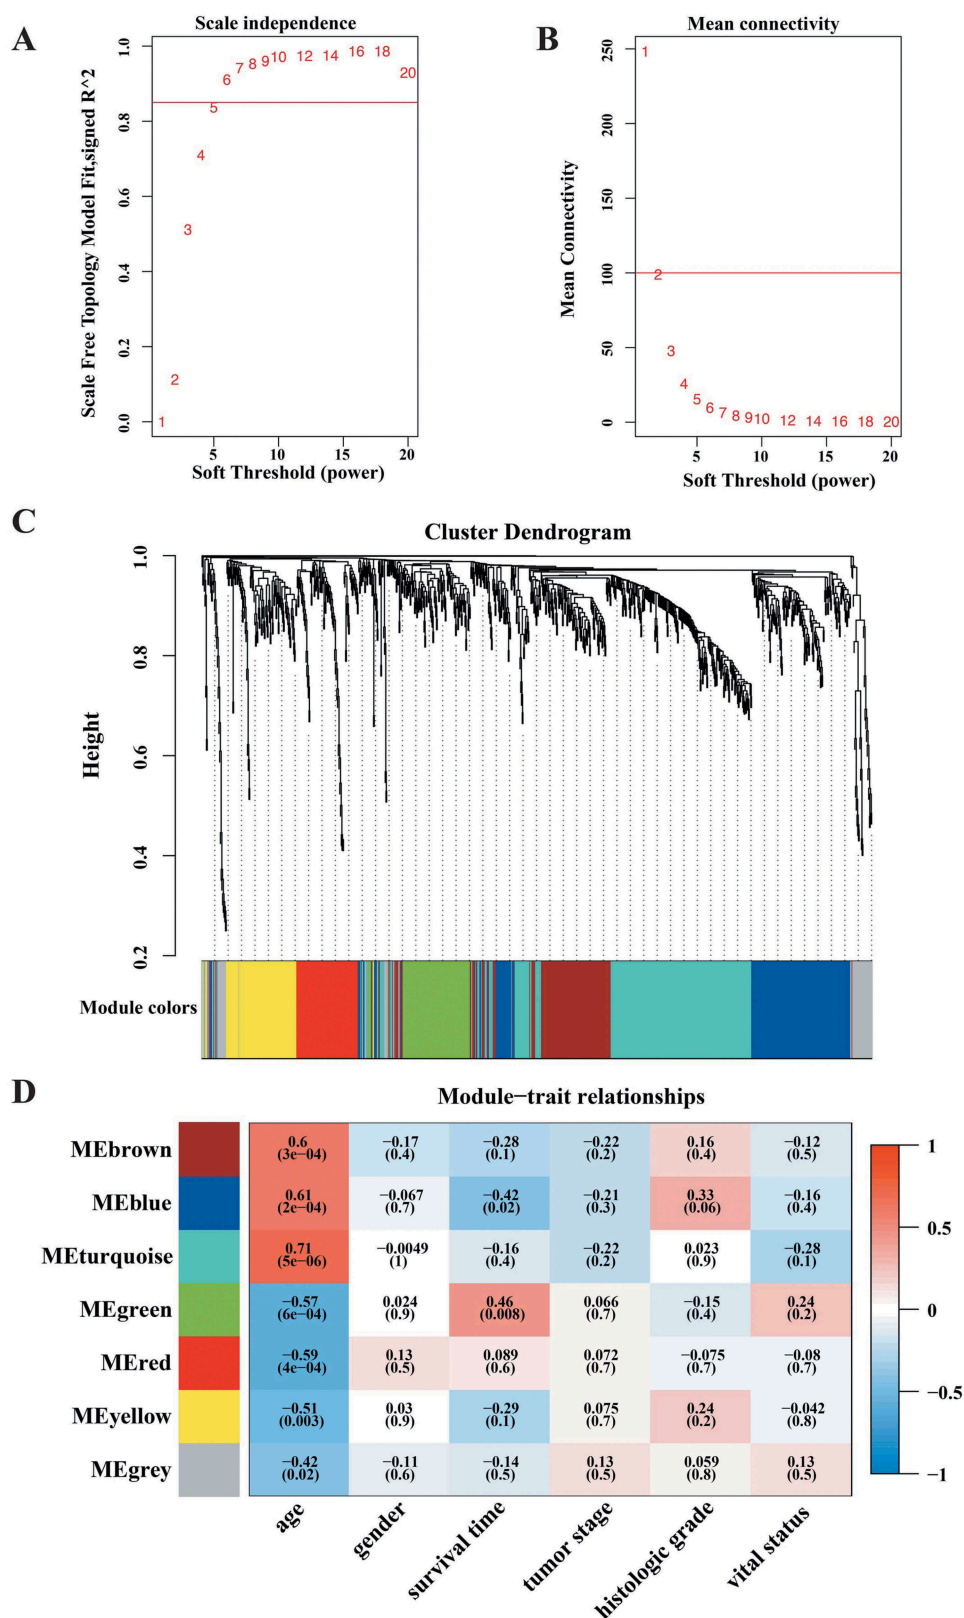 A
Scale independence
Scale Free Topology Model Fit,signed R^2
1.0
0.8
0.6
0.4
0.2
0.0
1
2
3
4
5
6
7
8
9
10
12
14
16
18
20
5
10
15
20
Soft Threshold (power)
B
Mean connectivity
Mean Connectivity
250
200
150
100
50
0
1
2
3
4
5
6
7
8
9
10
12
14
16
18
20
5
10
15
20
Soft Threshold (power)
C
Cluster Dendrogram
Height
1.0
0.8
0.6
0.4
0.2
Module colors
D
Module−trait relationships
MEbrown
0.6 −0.17 −0.28 −0.22 0.16 −0.12
(3e−04) (0.4) (0.1) (0.2) (0.4) (0.5)
MEblue
0.61 −0.067 −0.42 −0.21 0.33 −0.16
(2e−04) (0.7) (0.02) (0.3) (0.06) (0.4)
MEturquoise
0.71 −0.0049 −0.16 −0.22 0.023 −0.28
(5e−06) (1) (0.4) (0.2) (0.9) (0.1)
MEgreen
−0.57 0.024 0.46 0.066 −0.15 0.24
(6e−04) (0.9) (0.008) (0.7) (0.4) (0.2)
MEred
−0.59 0.13 0.089 0.072 −0.075 −0.08
(4e−04) (0.5) (0.6) (0.7) (0.7) (0.7)
MEyellow
−0.51 0.03 −0.29 0.075 0.24 −0.042
(0.003) (0.9) (0.1) (0.7) (0.2) (0.8)
MEgrey
−0.42 −0.11 −0.14 0.13 0.059 0.13
(0.02) (0.6) (0.5) (0.5) (0.8) (0.5)
age
gender
survival time
tumor stage
histologic grade
vital status
1
0.5
0
−0.5
−1